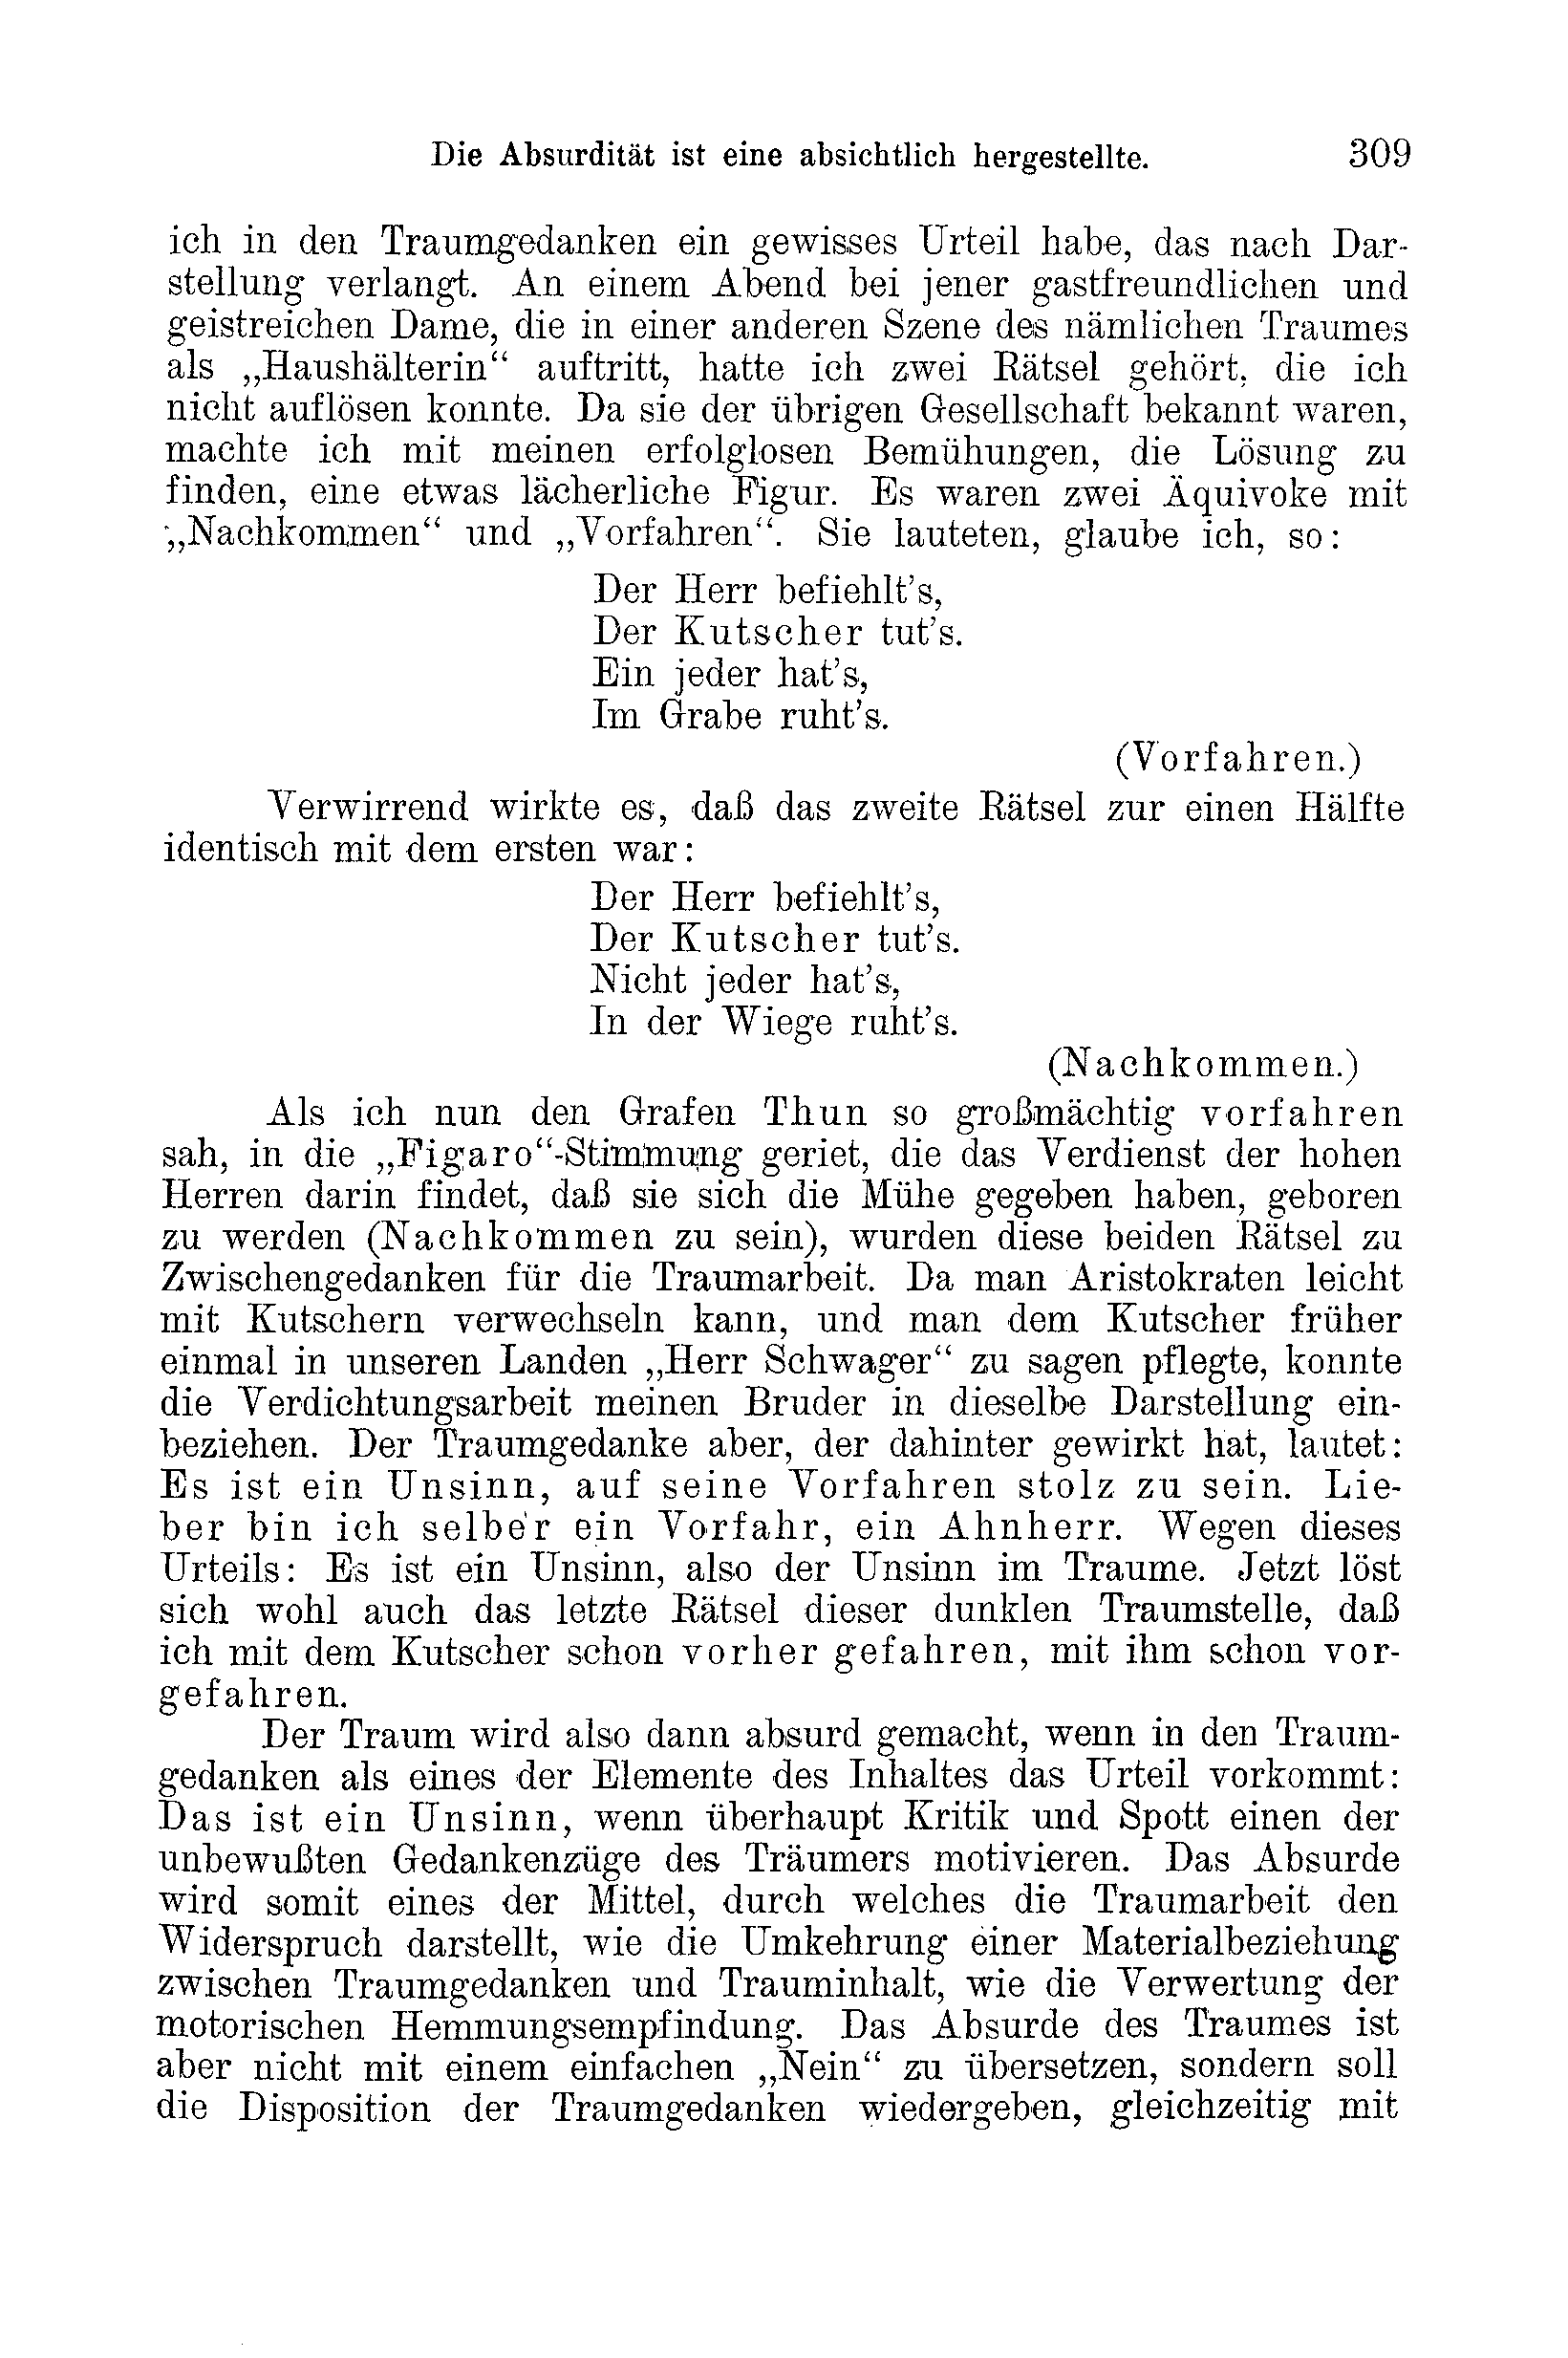 Die Absurdität ist eine absichtlich hergestellte. 309
ich in den Traumgedanken ein gewisses Urteil habe, das nach Dar-
stellung verlangt. An einem Abend bei jener gastfreundlichen und
geistreichen Dame, die in einer anderen Szene des nämlichen Traumes
als „Haushälterin“ auftritt, hatte ich zwei Rätsel gehört, die ich
nicht auflösen konnte. Da sie der übrigen Gesellschaft bekannt waren,
machte ich mit meinen erfolglosen Bemühungen, die Lösung zu
finden, eine etwas lächerliche Figur. Es waren zwei Äquivoke mit
„Nachkommen“ und „Vorfahren“. Sie lauteten, glaube ich, so:
Der Herr befiehlt’s,
Der Kutscher tut’s.
Ein jeder hat’s,
Im Grabe ruht’s.
(Vorfahren.)
Verwirrend wirkte es, daß das zweite Rätsel zur einen Hälfte
identisch mit dem ersten war:
Der Herr befiehlt’s,
Der Kutscher tut’s.
Nicht jeder hat’s,
In der Wiege ruht’s.
(Nachkommen.)
Als ich nun den Grafen Thun so großmächtig vorfahren
sah, in die „Figaro“-Stimmung geriet, die das Verdienst der hohen
Herren darin findet, daß sie sich die Mühe gegeben haben, geboren
zu werden (Nachkommen zu sein), wurden diese beiden Rätsel zu
Zwischengedanken für die Traumarbeit. Da man Aristokraten leicht
mit Kutschern verwechseln kann, und man dem Kutscher früher
einmal in unseren Landen „Herr Schwager“ zu sagen pflegte, konnte
die Verdichtungsarbeit meinen Bruder in dieselbe Darstellung ein-
beziehen. Der Traumgedanke aber, der dahinter gewirkt hat, lautet:
Es ist ein Unsinn, auf seine Vorfahren stolz zu sein. Lie-
ber bin ich selber ein Vorfahr, ein Ahnherr. Wegen dieses
Urteils: Es ist ein Unsinn, also der Unsinn im Traume. Jetzt löst
sich wohl auch das letzte Rätsel dieser dunklen Traumstelle, daß
ich mit dem Kutscher schon vorher gefahren, mit ihm schon vor-
gefahren.
Der Traum wird also dann absurd gemacht, wenn in den Traum-
gedanken als eines der Elemente des Inhaltes das Urteil vorkommt:
Das ist ein Unsinn, wenn überhaupt Kritik und Spott einen der
unbewußten Gedankenzüge des Träumers motivieren. Das Absurde
wird somit eines der Mittel, durch welches die Traumarbeit den
Widerspruch darstellt, wie die Umkehrung einer Materialbeziehung
zwischen Traumgedanken und Trauminhalt, wie die Verwertung der
motorischen Hemmungsempfindung. Das Absurde des Traumes ist
aber nicht mit einem einfachen „Nein“ zu übersetzen, sondern soll
die Disposition der Traumgedanken wiedergeben, gleichzeitig mit